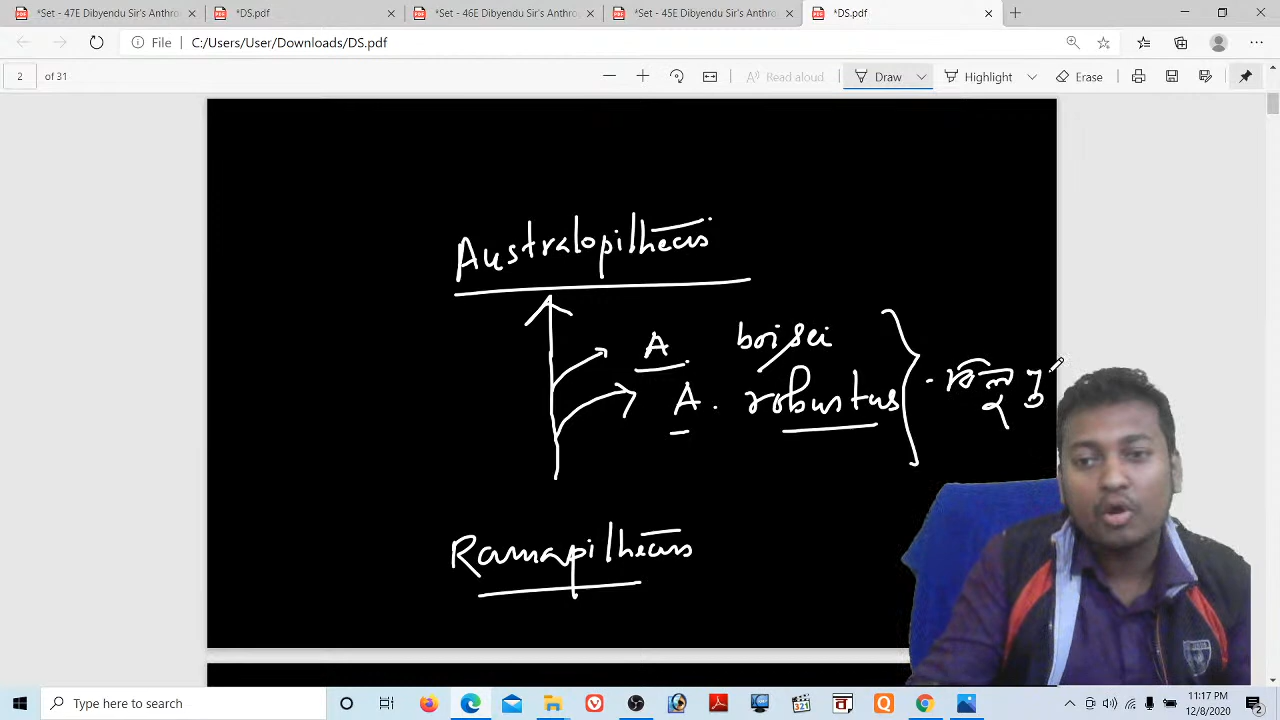 *Set - 47E Dibyendu Sir's Anthro
*DS.pdf
*Set - 46E Dibyendu Sir's Anthrop
*Set - 45E Dibyendu Sir's Anthrop
*DS.pdf
File
C:/Users/User/Downloads/DS.pdf
2 of 31
Read aloud
Draw
Highlight
Erase
Australopithecus
A. boisei
A. robustus
Ramapithecus
Type here to search
11:17 PM
12/8/2020